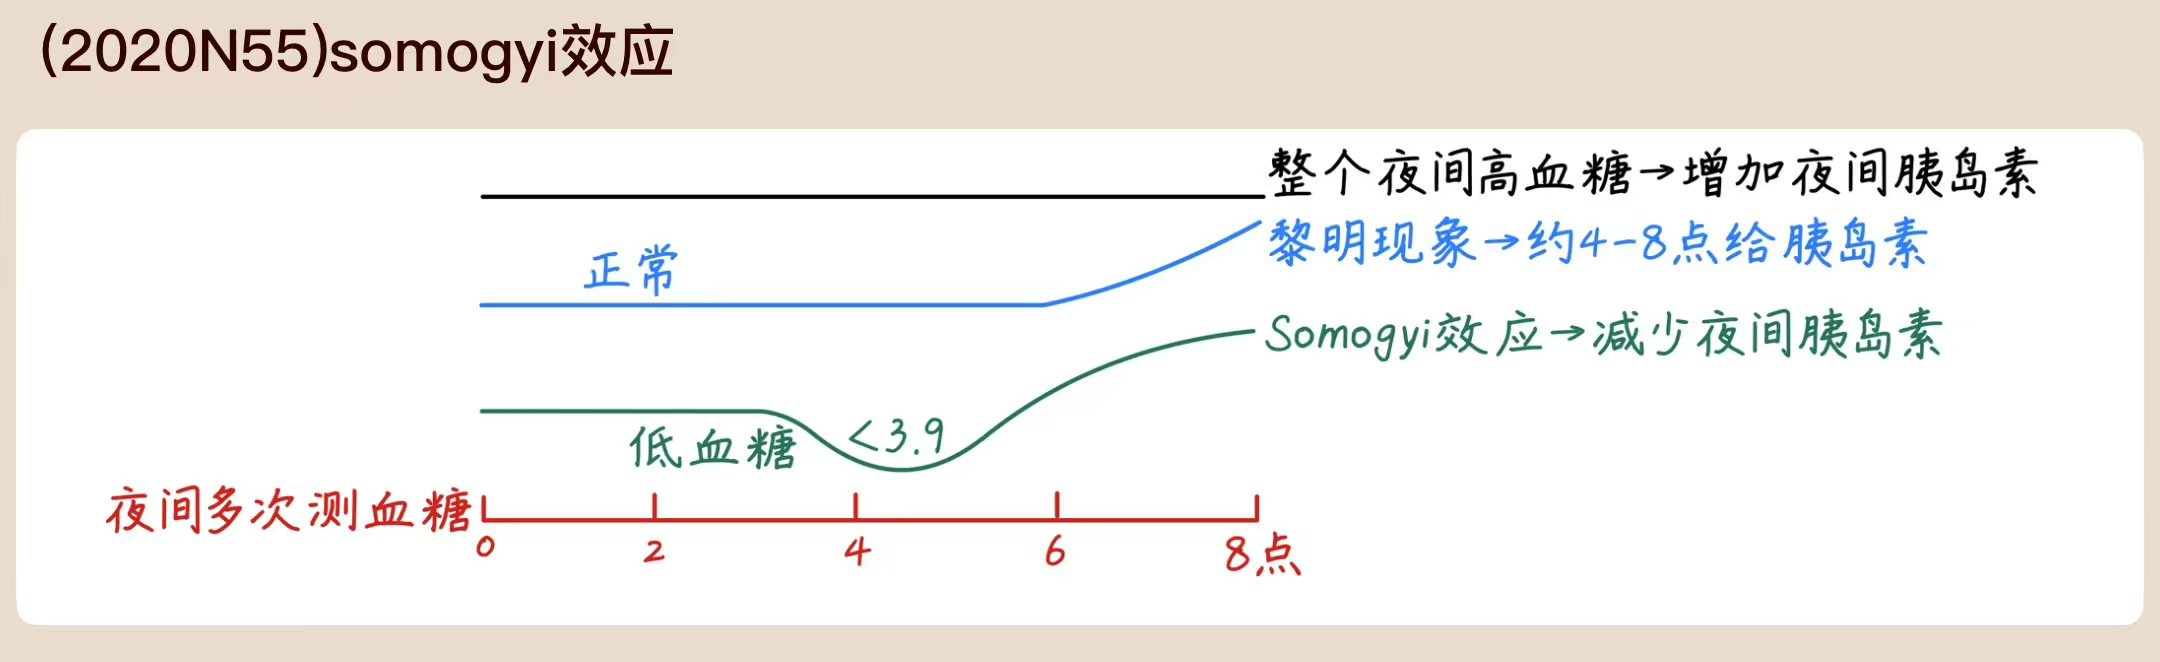 (2020N55)somogyi效应
整个夜间高血糖→增加夜间胰岛素
黎明现象→约4-8点给胰岛素
正常
Somogyi效应→减少夜间胰岛素
低血糖 <3.9
夜间多次测血糖
0 2 4 6 8点